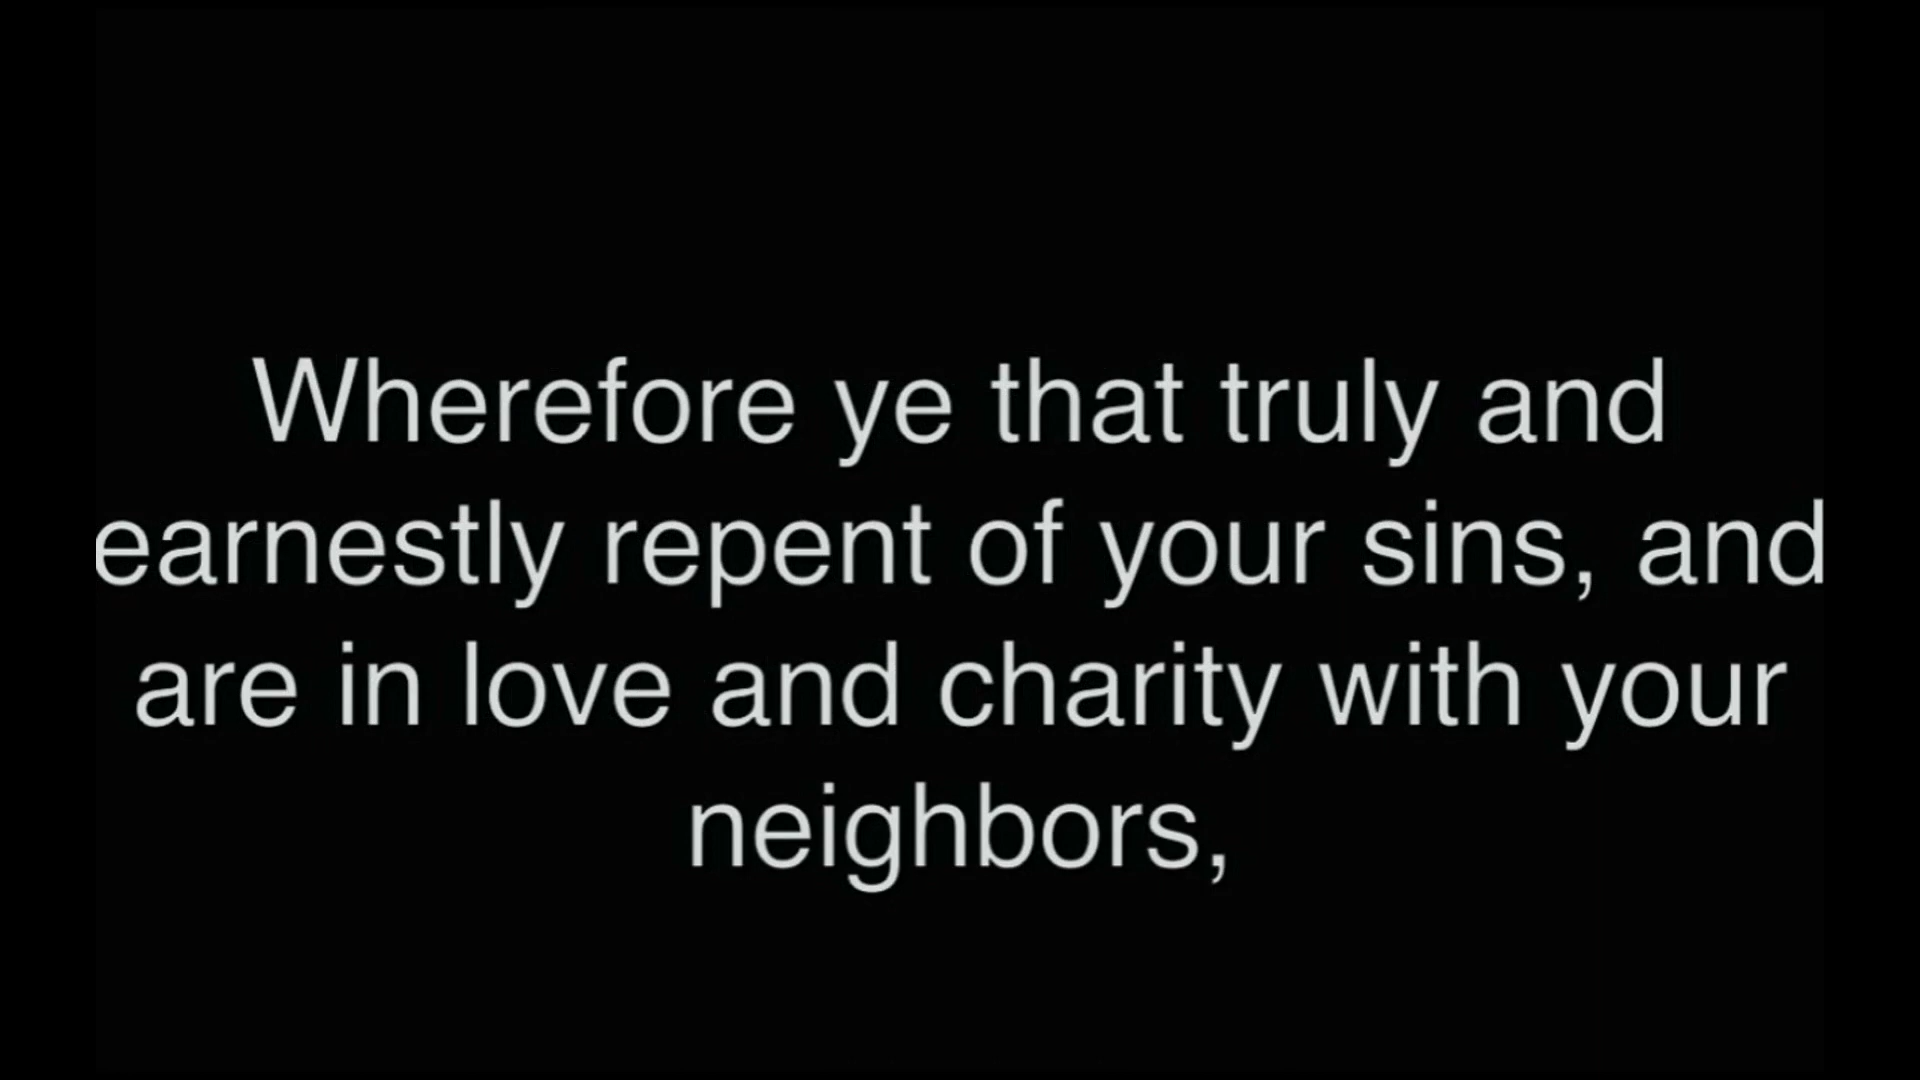 Wherefore ye that truly and
earnestly repent of your sins, and
are in love and charity with your
neighbors,